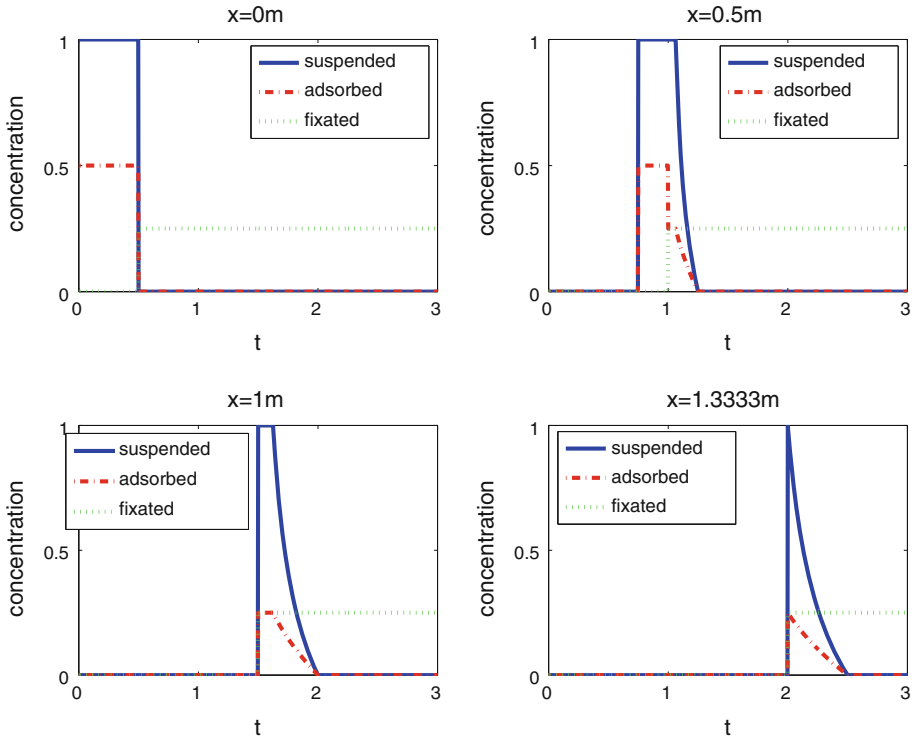 x=0m
1
0.5
0
concentration
suspended
adsorbed
fixated
0 1 2 3
t
x=0.5m
1
0.5
0
concentration
suspended
adsorbed
fixated
0 1 2 3
t
x=1m
1
0.5
0
concentration
suspended
adsorbed
fixated
0 1 2 3
t
x=1.3333m
1
0.5
0
concentration
suspended
adsorbed
fixated
0 1 2 3
t